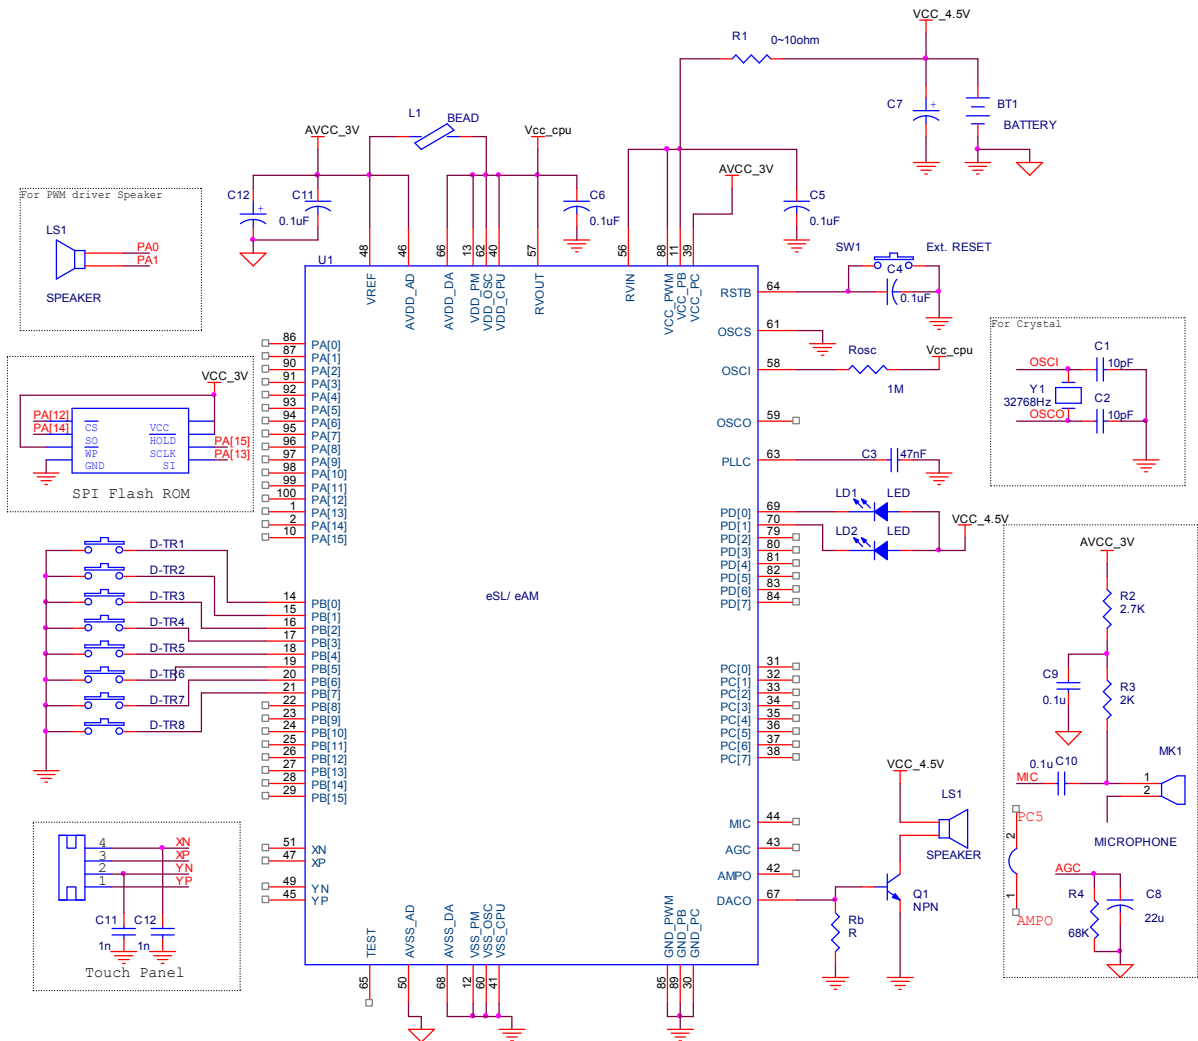 VCC_4.5V
R1
0~10ohm
C7
+
BT1
BATTERY
L1
BEAD
AVCC_3V
Vcc_cpu
AVCC_3V
C12
+
C11
0.1uF
C6
0.1uF
C5
0.1uF
For PWM driver Speaker
LS1
PA0
PA1
SPEAKER
48
46
66
13
62
40
57
56
88
11
39
U1
VREF
AVDD_AD
AVDD_DA
VDD_PM
VDD_OSC
VDD_CPU
RVOUT
RVIN
VCC_PWM
VCC_PB
VCC_PC
SW1
Ext. RESET
C4
0.1uF
RSTB
64
OSCS
61
OSCI
58
Rosc
1M
Vcc_cpu
OSCO
59
PLLC
63
C3
47nF
For Crystal
OSCI
C1
10pF
Y1
32768Hz
C2
OSCO
10pF
86 PA[0]
87 PA[1]
90 PA[2]
91 PA[3]
92 PA[4]
93 PA[5]
94 PA[6]
95 PA[7]
96 PA[8]
97 PA[9]
98 PA[10]
99 PA[11]
100 PA[12]
1 PA[13]
2 PA[14]
10 PA[15]
VCC_3V
PA[12]
PA[14]
CS
SO
WP
GND
VCC
HOLD
SCLK
SI
PA[15]
PA[13]
SPI Flash ROM
LD1
LED
LD2
LED
VCC_4.5V
PD[0] 69
PD[1] 70
PD[2] 79
PD[3] 80
PD[4] 81
PD[5] 82
PD[6] 83
PD[7] 84
D-TR1
D-TR2
D-TR3
D-TR4
D-TR5
D-TR6
D-TR7
D-TR8
14 PB[0]
15 PB[1]
16 PB[2]
17 PB[3]
18 PB[4]
19 PB[5]
20 PB[6]
21 PB[7]
22 PB[8]
23 PB[9]
24 PB[10]
25 PB[11]
26 PB[12]
27 PB[13]
28 PB[14]
29 PB[15]
eSL/ eAM
PC[0] 31
PC[1] 32
PC[2] 33
PC[3] 34
PC[4] 35
PC[5] 36
PC[6] 37
PC[7] 38
AVCC_3V
R2
2.7K
C9
0.1u
R3
2K
MIC
0.1u
C10
MK1
1
2
MICROPHONE
PC5
2
1
AMPO
AGC
R4
68K
C8
22u
VCC_4.5V
LS1
SPEAKER
MIC 44
AGC 43
AMPO 42
DACO 67
Rb
R
Q1
NPN
4
3
2
1
XN
XP
YN
YP
C11
1n
C12
1n
Touch Panel
51 XN
47 XP
49 YN
45 YP
TEST
AVSS_AD
AVSS_DA
VSS_PM
VSS_OSC
VSS_CPU
GND_PWM
GND_PB
GND_PC
65
50
68
12
60
41
85
89
30